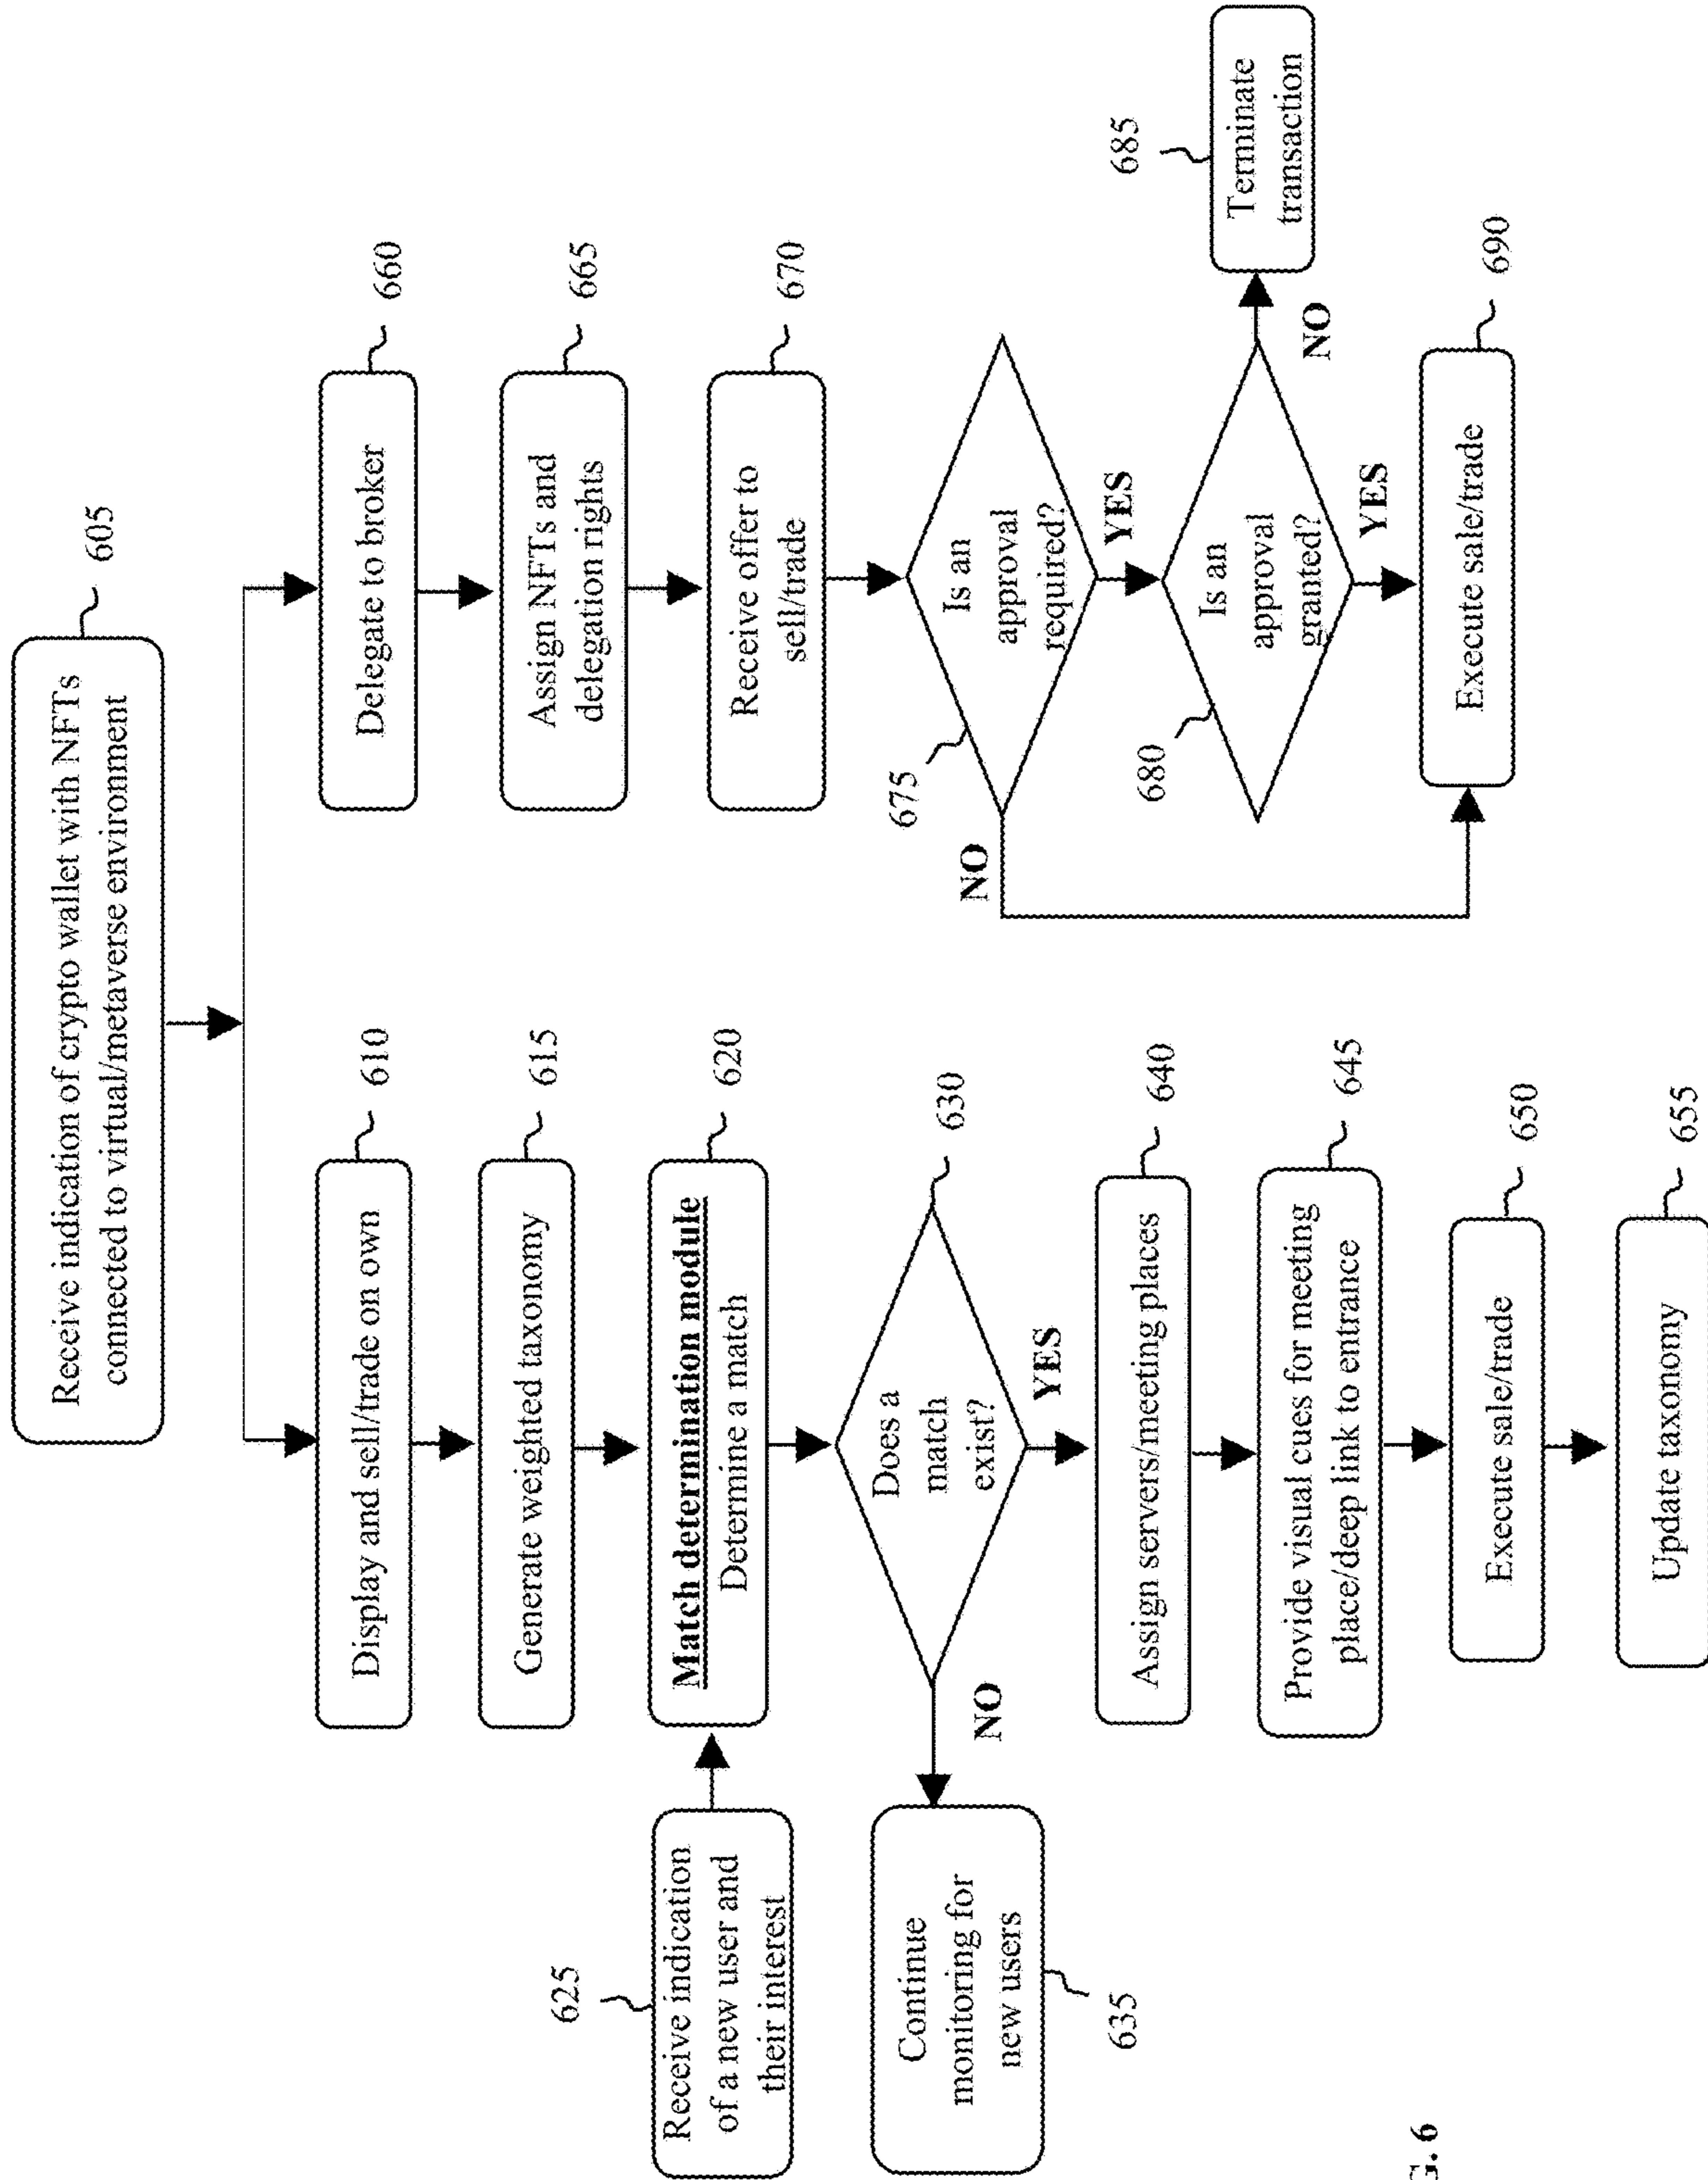 Receive indication of crypto wallet with NFTs
connected to virtual/metaverse environment
605
Display and sell/trade on own
610
Generate weighted taxonomy
615
Match determination module
Determine a match
620
Receive indication
of a new user and
their interest
625
Does a
match
exist?
630
NO
YES
Continue
monitoring for
new users
635
Assign servers/meeting places
640
Provide visual cues for meeting
place/deep link to entrance
645
Execute sale/trade
650
Update taxonomy
655
Delegate to broker
660
Assign NFTs and
delegation rights
665
Receive offer to
sell/trade
670
Is an
approval
required?
675
NO
YES
Is an
approval
granted?
680
NO
YES
Terminate
transaction
685
Execute sale/trade
690
G. 6